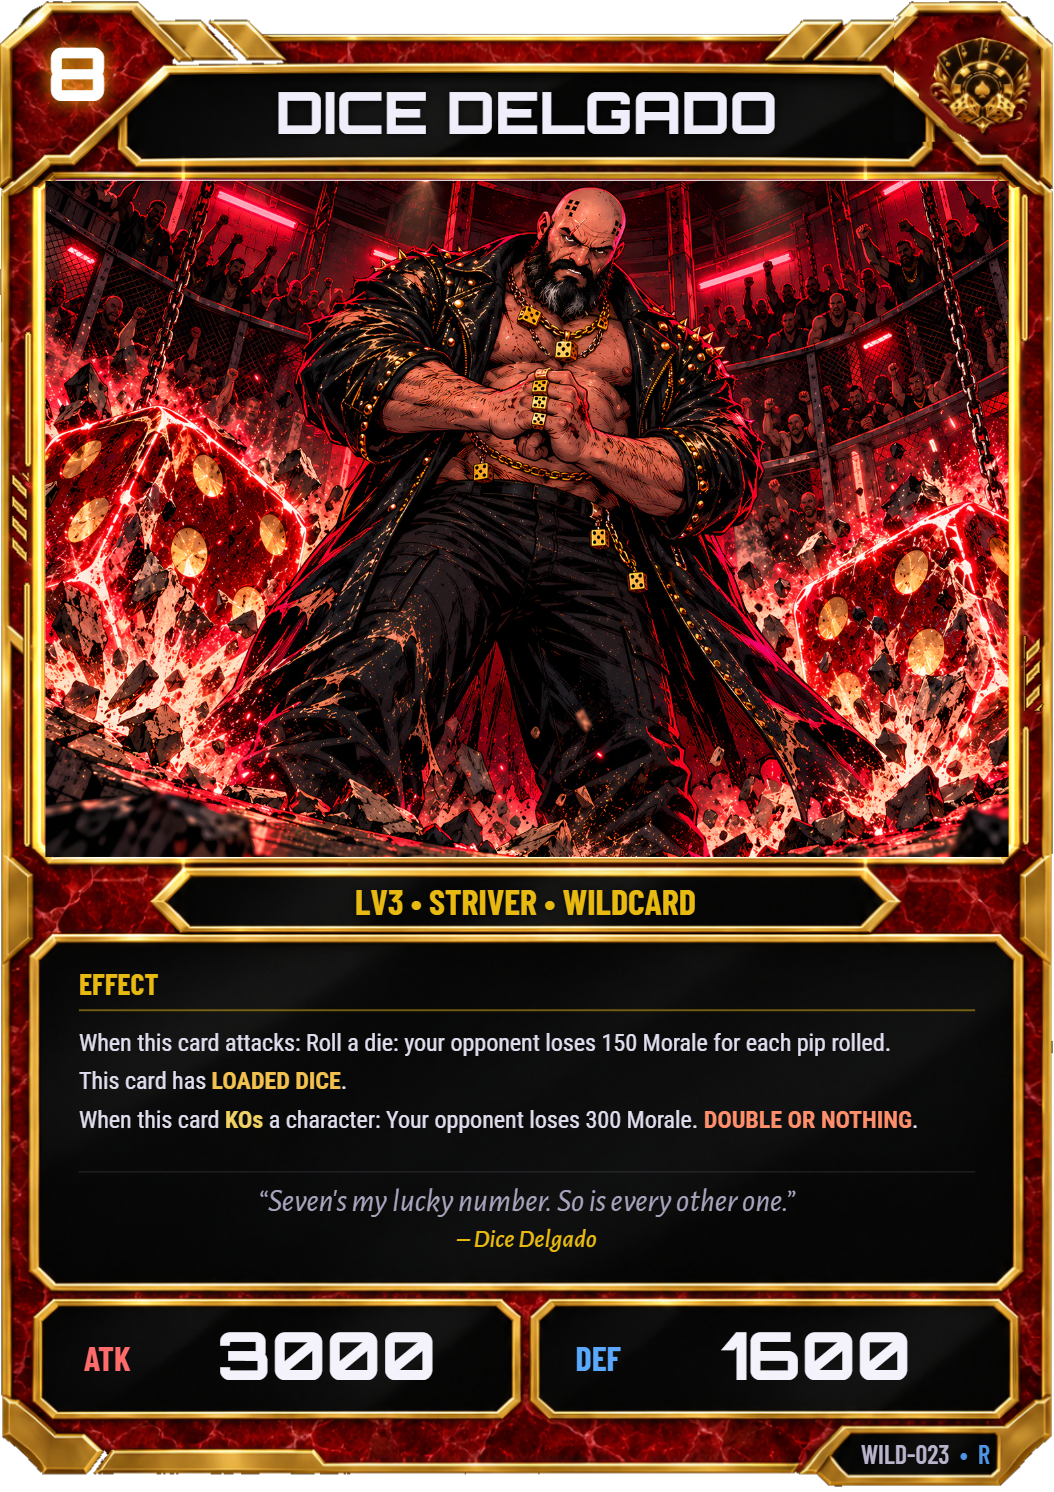 8
DICE DELGADO
LV3 • STRIVER • WILDCARD
EFFECT
When this card attacks: Roll a die: your opponent loses 150 Morale for each pip rolled.
This card has LOADED DICE.
When this card KOs a character: Your opponent loses 300 Morale. DOUBLE OR NOTHING.
“Seven's my lucky number. So is every other one.”
– Dice Delgado
ATK 3000
DEF 1600
WILD-023 • R